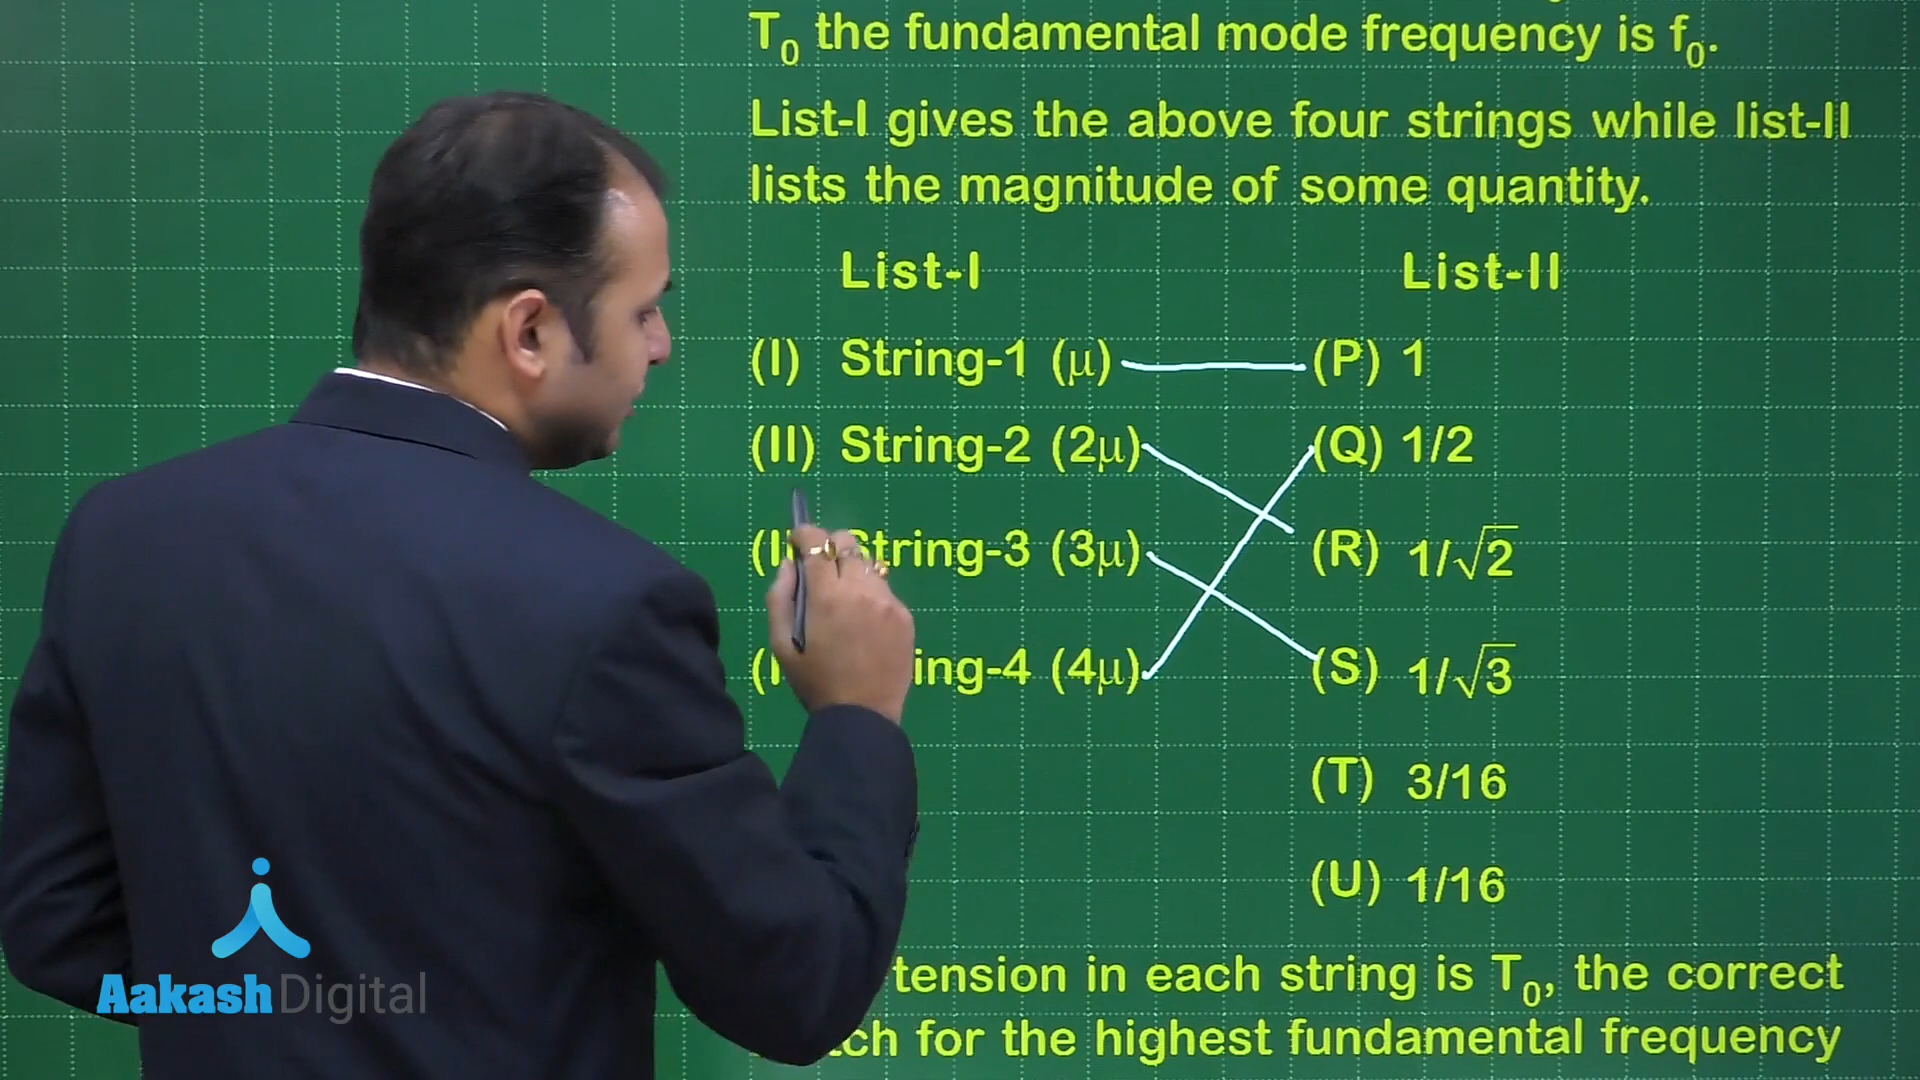 T₀ the fundamental mode frequency is f₀.
List-I gives the above four strings while list-II
lists the magnitude of some quantity.
List-I List-II
(I) String-1 (μ) (P) 1
(II) String-2 (2μ) (Q) 1/2
String-3 (3μ) (R) 1/√2
ing-4 (4μ) (S) 1/√3
(T) 3/16
(U) 1/16
tension in each string is T₀, the correct
for the highest fundamental frequency
Aakash Digital